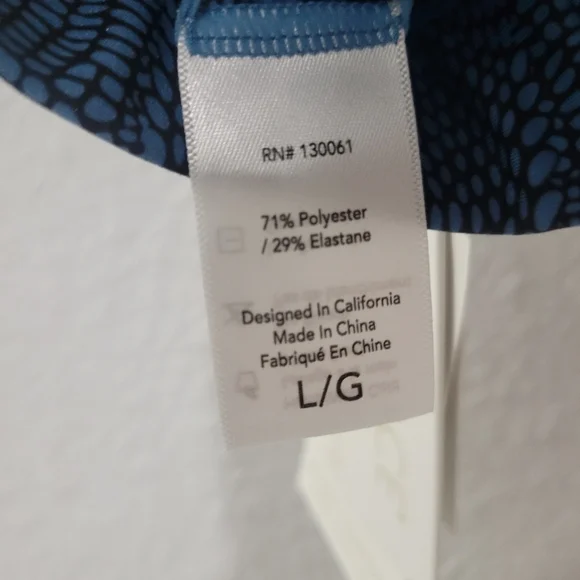 RN# 130061
71% Polyester
/ 29% Elastane
Designed In California
Made In China
Fabriqué En Chine
L/G